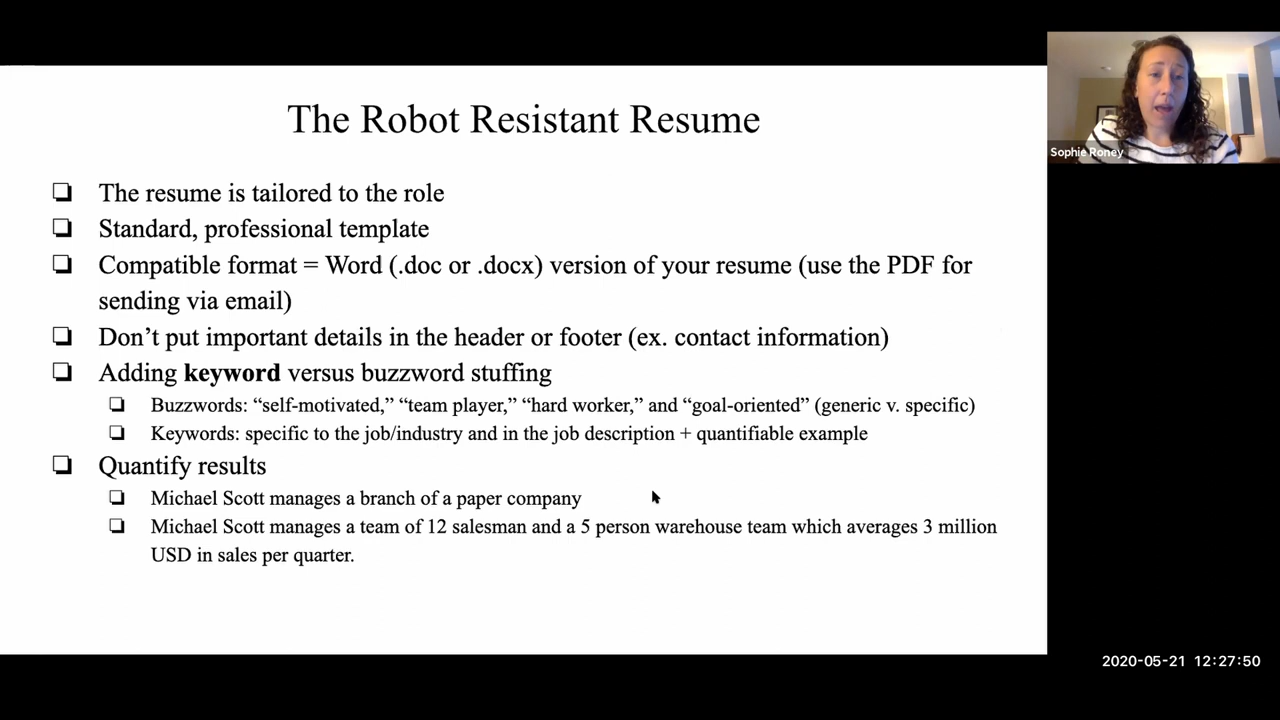 The Robot Resistant Resume
Sophie Roney
❏ The resume is tailored to the role
❏ Standard, professional template
❏ Compatible format = Word (.doc or .docx) version of your resume (use the PDF for
sending via email)
❏ Don’t put important details in the header or footer (ex. contact information)
❏ Adding keyword versus buzzword stuffing
❏ Buzzwords: “self-motivated,” “team player,” “hard worker,” and “goal-oriented” (generic v. specific)
❏ Keywords: specific to the job/industry and in the job description + quantifiable example
❏ Quantify results
❏ Michael Scott manages a branch of a paper company
❏ Michael Scott manages a team of 12 salesman and a 5 person warehouse team which averages 3 million
USD in sales per quarter.
2020-05-21 12:27:50